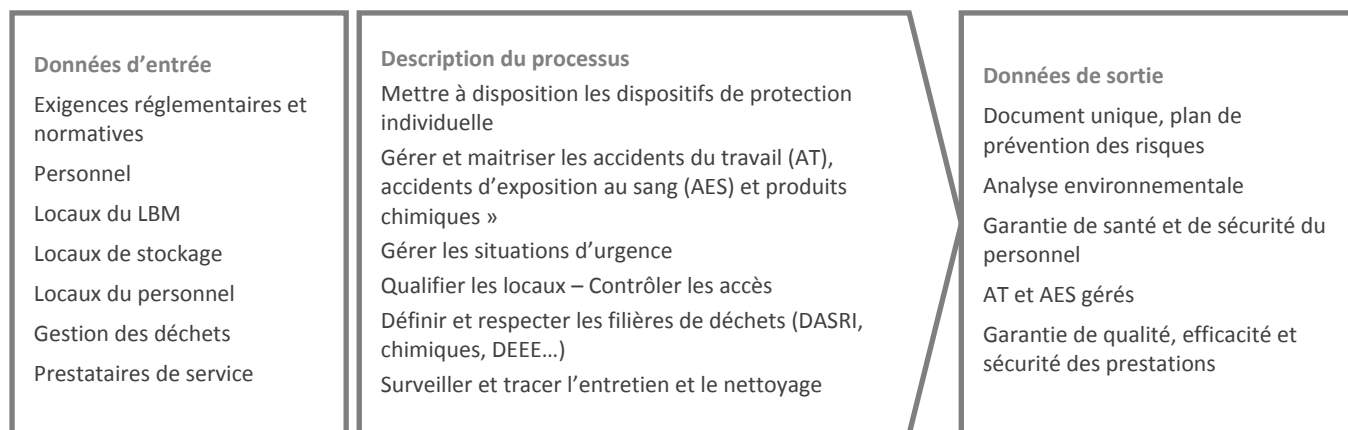 Données d’entrée
Exigences réglementaires et
normatives
Personnel
Locaux du LBM
Locaux de stockage
Locaux du personnel
Gestion des déchets
Prestataires de service
Description du processus
Mettre à disposition les dispositifs de protection
individuelle
Gérer et maitriser les accidents du travail (AT),
accidents d’exposition au sang (AES) et produits
chimiques »
Gérer les situations d’urgence
Qualifier les locaux – Contrôler les accès
Définir et respecter les filières de déchets (DASRI,
chimiques, DEEE…)
Surveiller et tracer l’entretien et le nettoyage
Données de sortie
Document unique, plan de
prévention des risques
Analyse environnementale
Garantie de santé et de sécurité du
personnel
AT et AES gérés
Garantie de qualité, efficacité et
sécurité des prestations